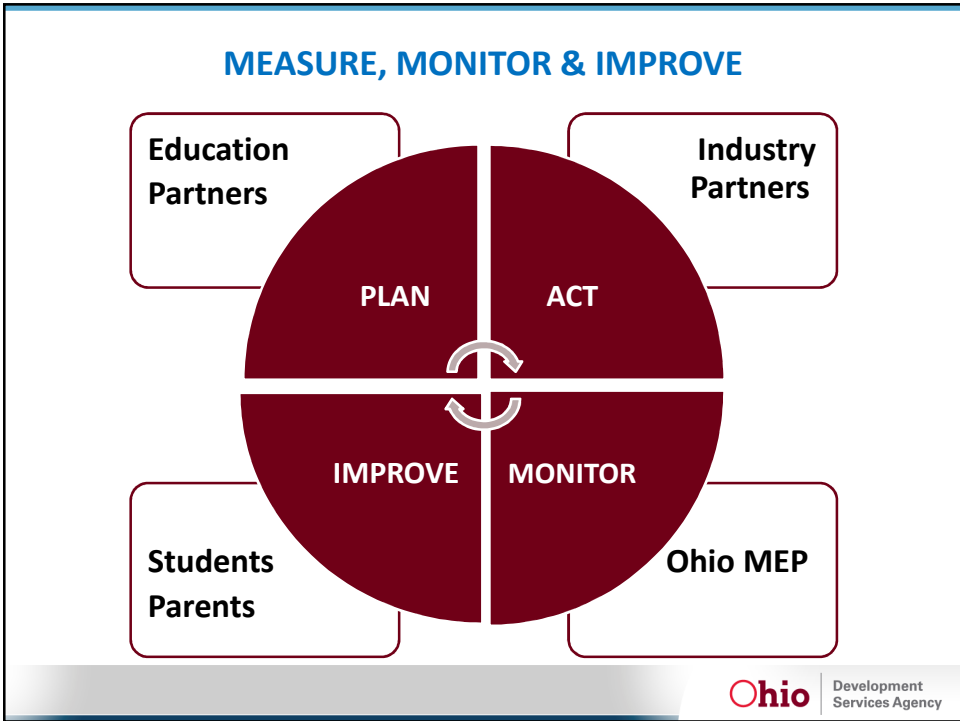 MEASURE, MONITOR & IMPROVE
Education
Partners
Industry
Partners
PLAN
ACT
IMPROVE
MONITOR
Students
Parents
Ohio MEP
Ohio
Development
Services Agency